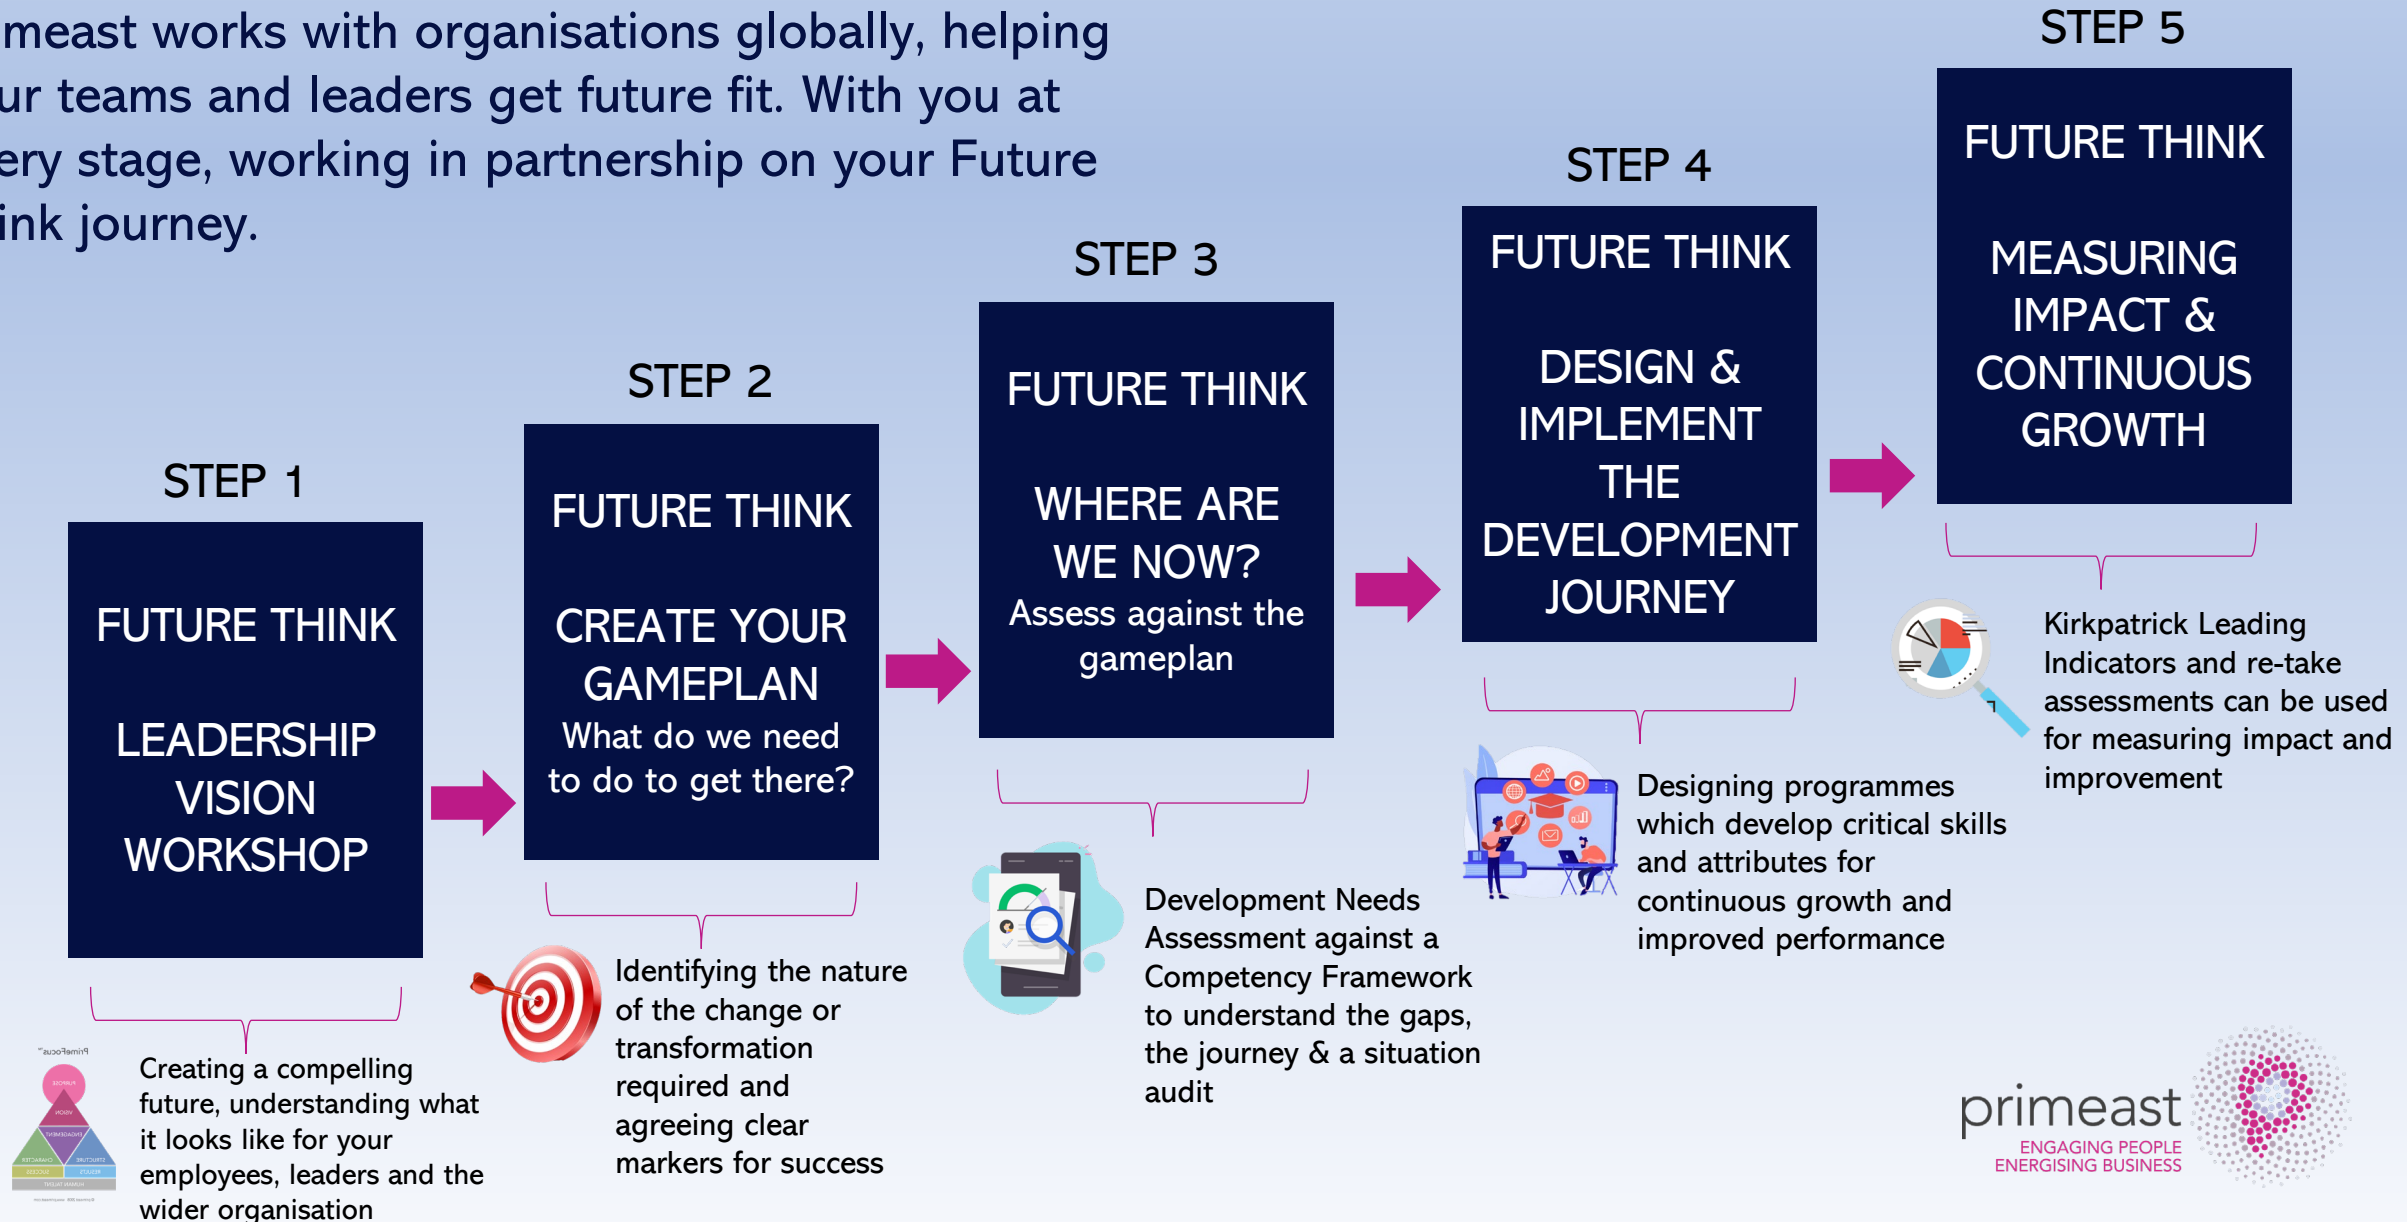 meast works with organisations globally, helping
ur teams and leaders get future fit. With you at
ery stage, working in partnership on your Future
ink journey.
STEP 1
FUTURE THINK
LEADERSHIP
VISION
WORKSHOP
PrimeFocus™
PURPOSE
VISION
ENGAGEMENT
CHARACTER
STRUCTURE
SUCCESS
RESULTS
Creating a compelling
future, understanding what
it looks like for your
employees, leaders and the
wider organisation
STEP 2
FUTURE THINK
CREATE YOUR
GAMEPLAN
What do we need
to do to get there?
Identifying the nature
of the change or
transformation
required and
agreeing clear
markers for success
STEP 3
FUTURE THINK
WHERE ARE
WE NOW?
Assess against the
gameplan
Development Needs
Assessment against a
Competency Framework
to understand the gaps,
the journey & a situation
audit
STEP 4
FUTURE THINK
DESIGN &
IMPLEMENT
THE
DEVELOPMENT
JOURNEY
Designing programmes
which develop critical skills
and attributes for
continuous growth and
improved performance
STEP 5
FUTURE THINK
MEASURING
IMPACT &
CONTINUOUS
GROWTH
Kirkpatrick Leading
Indicators and re-take
assessments can be used
for measuring impact and
improvement
primeast
ENGAGING PEOPLE
ENERGISING BUSINESS